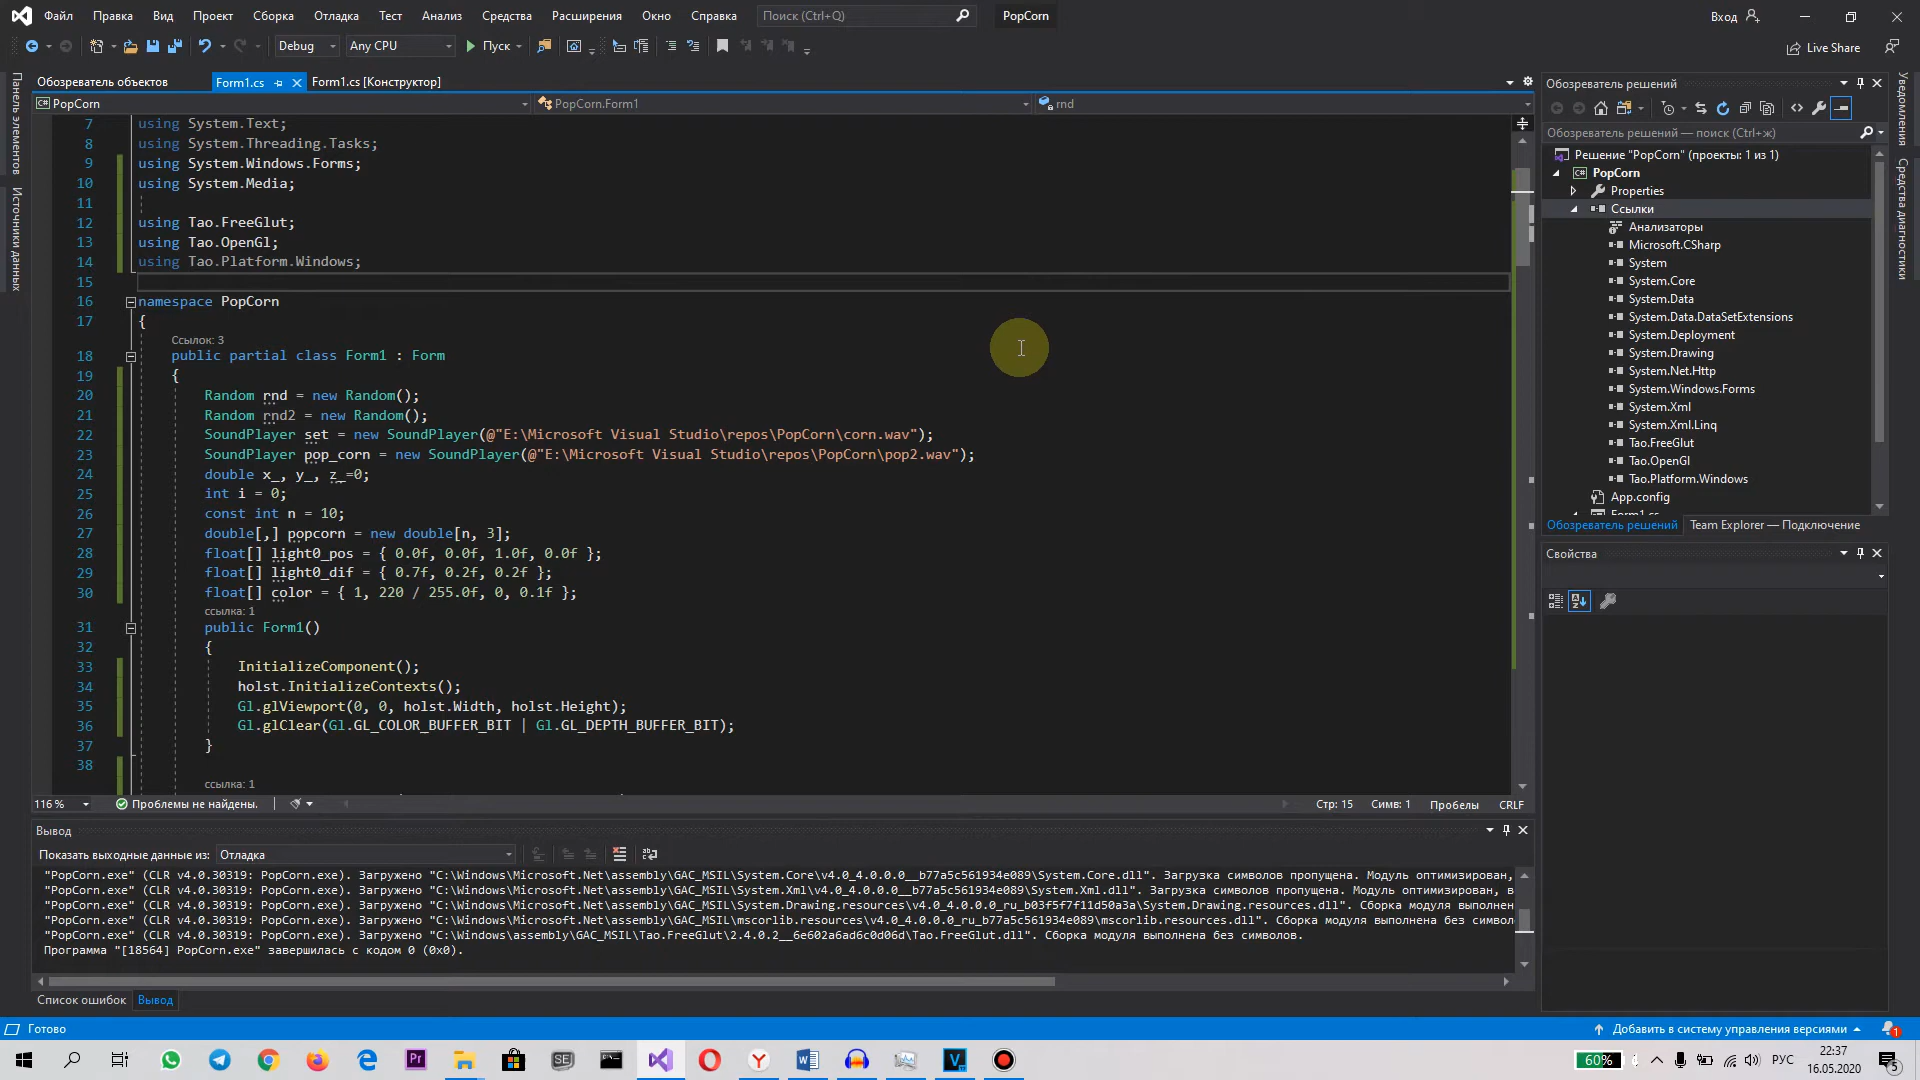 Файл Правка Вид Проект Сборка Отладка Тест Анализ Средства Расширения Окно Справка Поиск (Ctrl+Q) PopCorn Вход
Debug Any CPU Пуск Live Share
Обозреватель объектов Form1.cs Form1.cs [Конструктор]
PopCorn PopCorn.Form1 rnd
Панель элементов
Источники данных
7 using System.Text;
8 using System.Threading.Tasks;
9 using System.Windows.Forms;
10 using System.Media;
11
12 using Tao.FreeGlut;
13 using Tao.OpenGl;
14 using Tao.Platform.Windows;
15
16 namespace PopCorn
17 {
Ссылок: 3
18 public partial class Form1 : Form
19 {
20 Random rnd = new Random();
21 Random rnd2 = new Random();
22 SoundPlayer set = new SoundPlayer(@"E:\Microsoft Visual Studio\repos\PopCorn\corn.wav");
23 SoundPlayer pop_corn = new SoundPlayer(@"E:\Microsoft Visual Studio\repos\PopCorn\pop2.wav");
24 double x_, y_, z_=0;
25 int i = 0;
26 const int n = 10;
27 double[,] popcorn = new double[n, 3];
28 float[] light0_pos = { 0.0f, 0.0f, 1.0f, 0.0f };
29 float[] light0_dif = { 0.7f, 0.2f, 0.2f };
30 float[] color = { 1, 220 / 255.0f, 0, 0.1f };
ссылка: 1
31 public Form1()
32 {
33 InitializeComponent();
34 holst.InitializeContexts();
35 Gl.glViewport(0, 0, holst.Width, holst.Height);
36 Gl.glClear(Gl.GL_COLOR_BUFFER_BIT | Gl.GL_DEPTH_BUFFER_BIT);
37 }
38
ссылка: 1
116 % Проблемы не найдены. Стр: 15 Симв: 1 Пробелы CRLF
Вывод
Показать выходные данные из: Отладка
"PopCorn.exe" (CLR v4.0.30319: PopCorn.exe). Загружено "C:\Windows\Microsoft.Net\assembly\GAC_MSIL\System.Core\v4.0_4.0.0.0__b77a5c561934e089\System.Core.dll". Загрузка символов пропущена. Модуль оптимизирован,
"PopCorn.exe" (CLR v4.0.30319: PopCorn.exe). Загружено "C:\Windows\Microsoft.Net\assembly\GAC_MSIL\System.Xml\v4.0_4.0.0.0__b77a5c561934e089\System.Xml.dll". Загрузка символов пропущена. Модуль оптимизирован, в
"PopCorn.exe" (CLR v4.0.30319: PopCorn.exe). Загружено "C:\Windows\Microsoft.Net\assembly\GAC_MSIL\System.Drawing.resources\v4.0_4.0.0.0_ru_b03f5f7f11d50a3a\System.Drawing.resources.dll". Сборка модуля выполнен
"PopCorn.exe" (CLR v4.0.30319: PopCorn.exe). Загружено "C:\Windows\Microsoft.Net\assembly\GAC_MSIL\mscorlib.resources\v4.0_4.0.0.0_ru_b77a5c561934e089\mscorlib.resources.dll". Сборка модуля выполнена без символо
"PopCorn.exe" (CLR v4.0.30319: PopCorn.exe). Загружено "C:\Windows\assembly\GAC_MSIL\Tao.FreeGlut\2.4.0.2__6e602a6ad6c0d06d\Tao.FreeGlut.dll". Сборка модуля выполнена без символов.
Программа "[18564] PopCorn.exe" завершилась с кодом 0 (0x0).
Список ошибок Вывод
Обозреватель решений
Обозреватель решений — поиск (Ctrl+ж)
Решение "PopCorn" (проекты: 1 из 1)
PopCorn
Properties
Ссылки
Анализаторы
Microsoft.CSharp
System
System.Core
System.Data
System.Data.DataSetExtensions
System.Deployment
System.Drawing
System.Net.Http
System.Windows.Forms
System.Xml
System.Xml.Linq
Tao.FreeGlut
Tao.OpenGl
Tao.Platform.Windows
App.config
Form1.cs
Обозреватель решений Team Explorer — Подключение
Свойства
Уведомления
Средства диагностики
Готово Добавить в систему управления версиями 1
60% РУС 22:37
16.05.2020 5